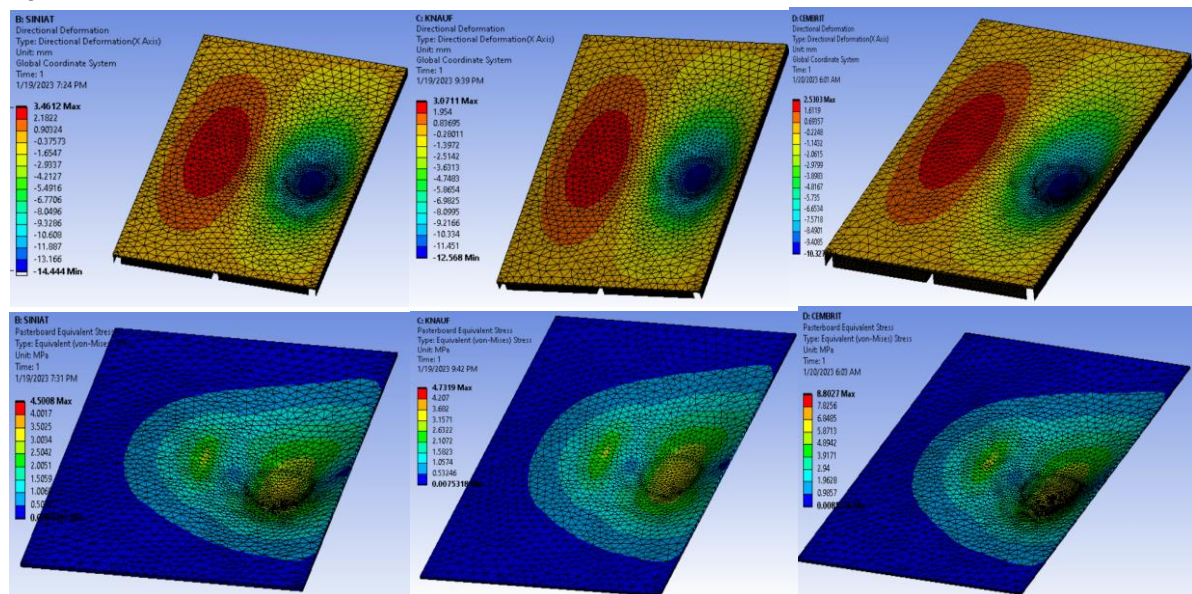 B: SINIAT
Directional Deformation
Type: Directional Deformation(X Axis)
Unit: mm
Global Coordinate System
Time: 1
1/19/2023 7:24 PM
3.4612 Max
2.1822
0.90324
-0.37573
-1.6547
-2.9337
-4.2127
-5.4916
-6.7706
-8.0496
-9.3286
-10.608
-11.887
-13.166
-14.444 Min
C: KNAUF
Directional Deformation
Type: Directional Deformation(X Axis)
Unit: mm
Global Coordinate System
Time: 1
1/19/2023 9:39 PM
3.0711 Max
1.954
0.83695
-0.28011
-1.3972
-2.5142
-3.6313
-4.7483
-5.8654
-6.9825
-8.0995
-9.2166
-10.334
-11.451
-12.568 Min
D: CEMBRIT
Directional Deformation
Type: Directional Deformation(X Axis)
Unit: mm
Global Coordinate System
Time: 1
1/20/2023 6:01 AM
2.5303 Max
1.6119
0.69357
-0.2248
-1.1432
-2.0615
-2.9799
-3.8983
-4.8167
-5.735
-6.6534
-7.5718
-8.4901
-9.4085
-10.327
B: SINIAT
Pasterboard Equivalent Stress
Type: Equivalent (von-Mises)
Unit: MPa
Time: 1
1/19/2023 7:31 PM
4.5008 Max
4.0017
3.5025
3.0034
2.5042
2.0051
1.5059
C: KNAUF
Pasterboard Equivalent Stress
Type: Equivalent (von-Mises) Stress
Unit: MPa
Time: 1
1/19/2023 9:42 PM
4.7319 Max
4.207
3.682
3.1571
2.6322
2.1072
1.5823
1.0574
0.53246
0.0075318
D: CEMBRIT
Pasterboard Equivalent Stress
Type: Equivalent (von-Mises) Stress
Unit: MPa
Time: 1
1/20/2023 6:03 AM
8.8027 Max
7.8256
6.8485
5.8713
4.8942
3.9171
2.94
1.9628
0.9857